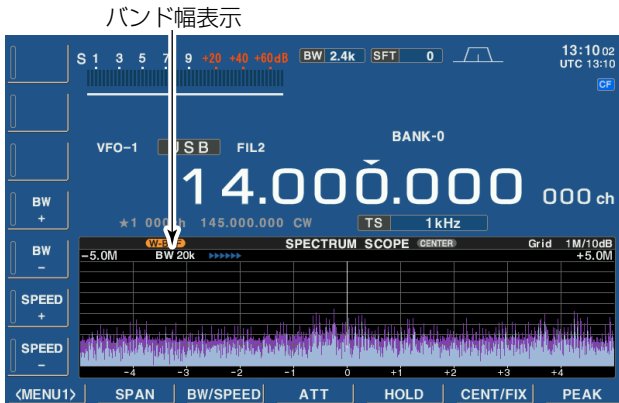 バンド幅表示
S 1 3 5 7 9 +20 +40 +60dB BW 2.4k SFT 0 13:10 02
UTC 13:10
CF
BANK-0
VFO-1 USB FIL2
14.000.000 000 ch
★1 000 ch 145.000.000 CW TS 1kHz
BW
+
BW
−
SPEED
+
SPEED
−
SPECTRUM SCOPE CENTER Grid 1M/10dB
−5.0M BW 20k +5.0M
−4 −3 −2 −1 0 +1 +2 +3 +4
<MENU1> SPAN BW/SPEED ATT HOLD CENT/FIX PEAK